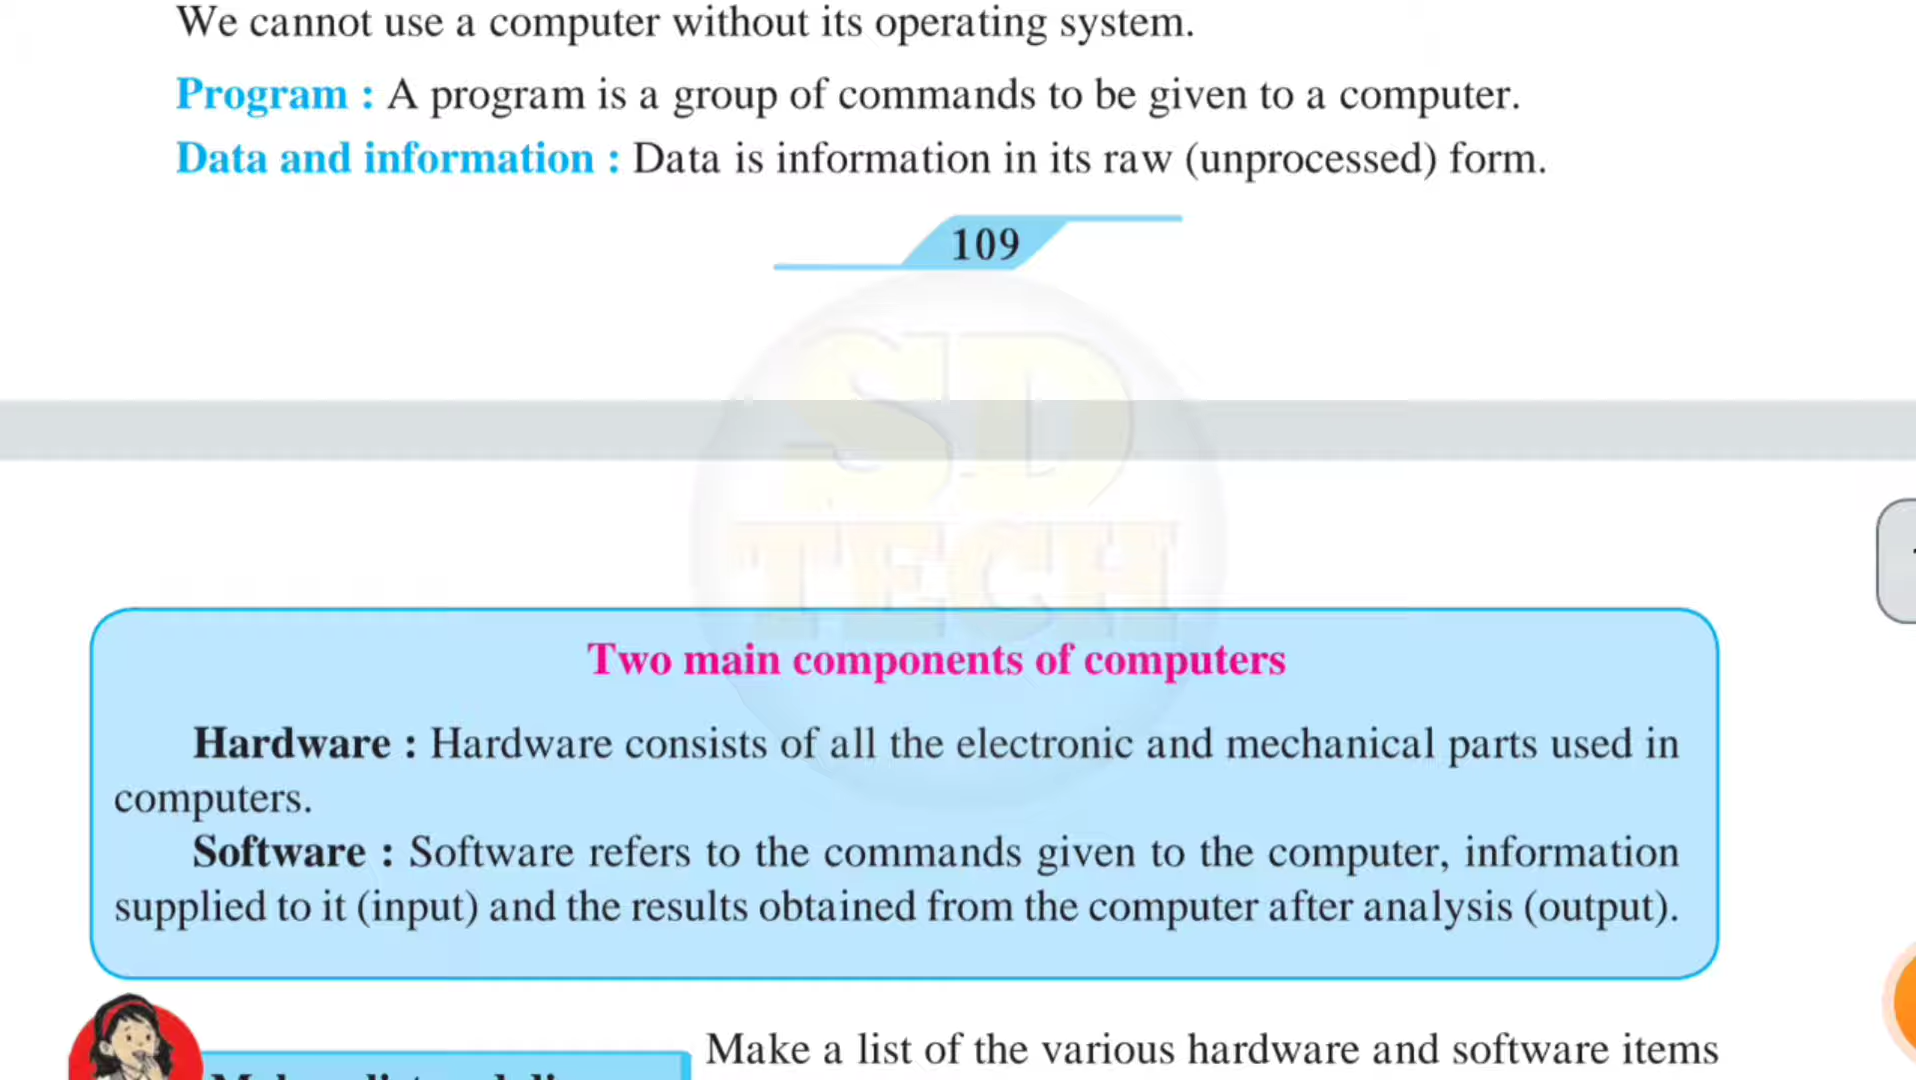 We cannot use a computer without its operating system.
Program : A program is a group of commands to be given to a computer.
Data and information : Data is information in its raw (unprocessed) form.
109
SD
TECH
Two main components of computers
Hardware : Hardware consists of all the electronic and mechanical parts used in
computers.
Software : Software refers to the commands given to the computer, information
supplied to it (input) and the results obtained from the computer after analysis (output).
Make a list of the various hardware and software items